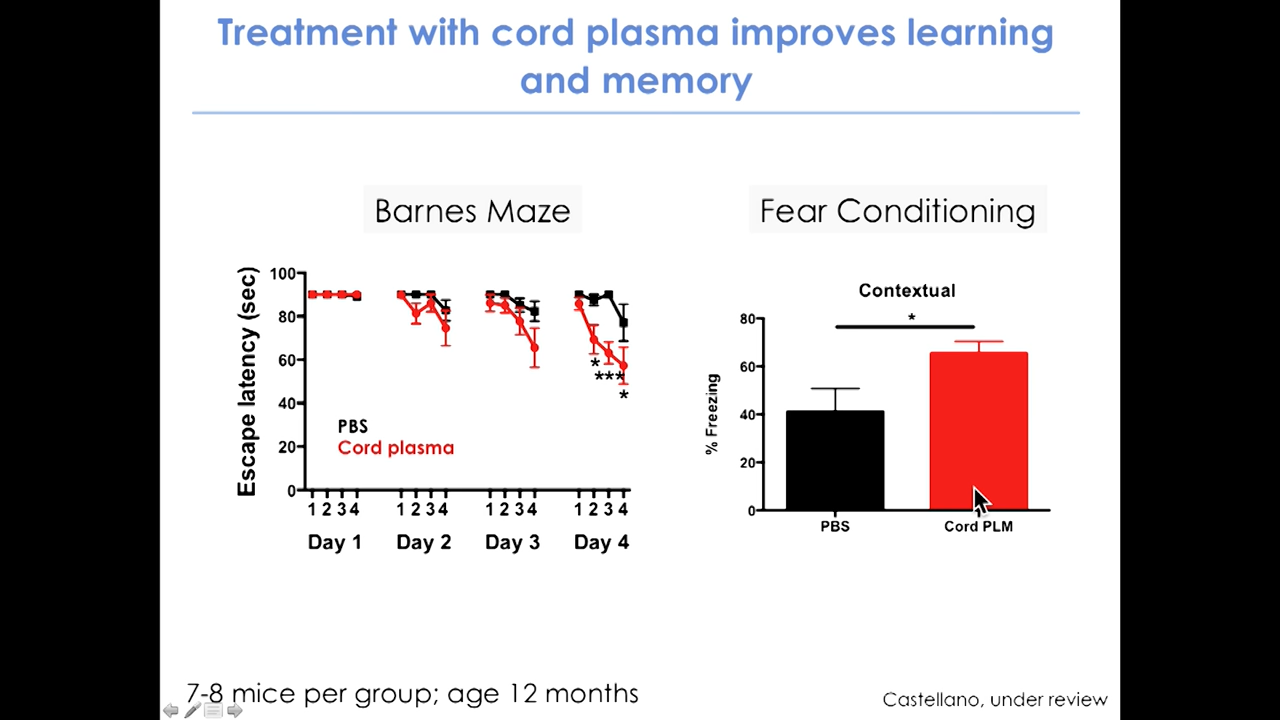 Treatment with cord plasma improves learning
and memory
Barnes Maze
Fear Conditioning
Escape latency (sec)
100
80
60
40
20
0
*
***
*
PBS
Cord plasma
1 2 3 4 1 2 3 4 1 2 3 4 1 2 3 4
Day 1 Day 2 Day 3 Day 4
Contextual
*
% Freezing
80
60
40
20
0
PBS Cord PLM
7-8 mice per group; age 12 months
Castellano, under review